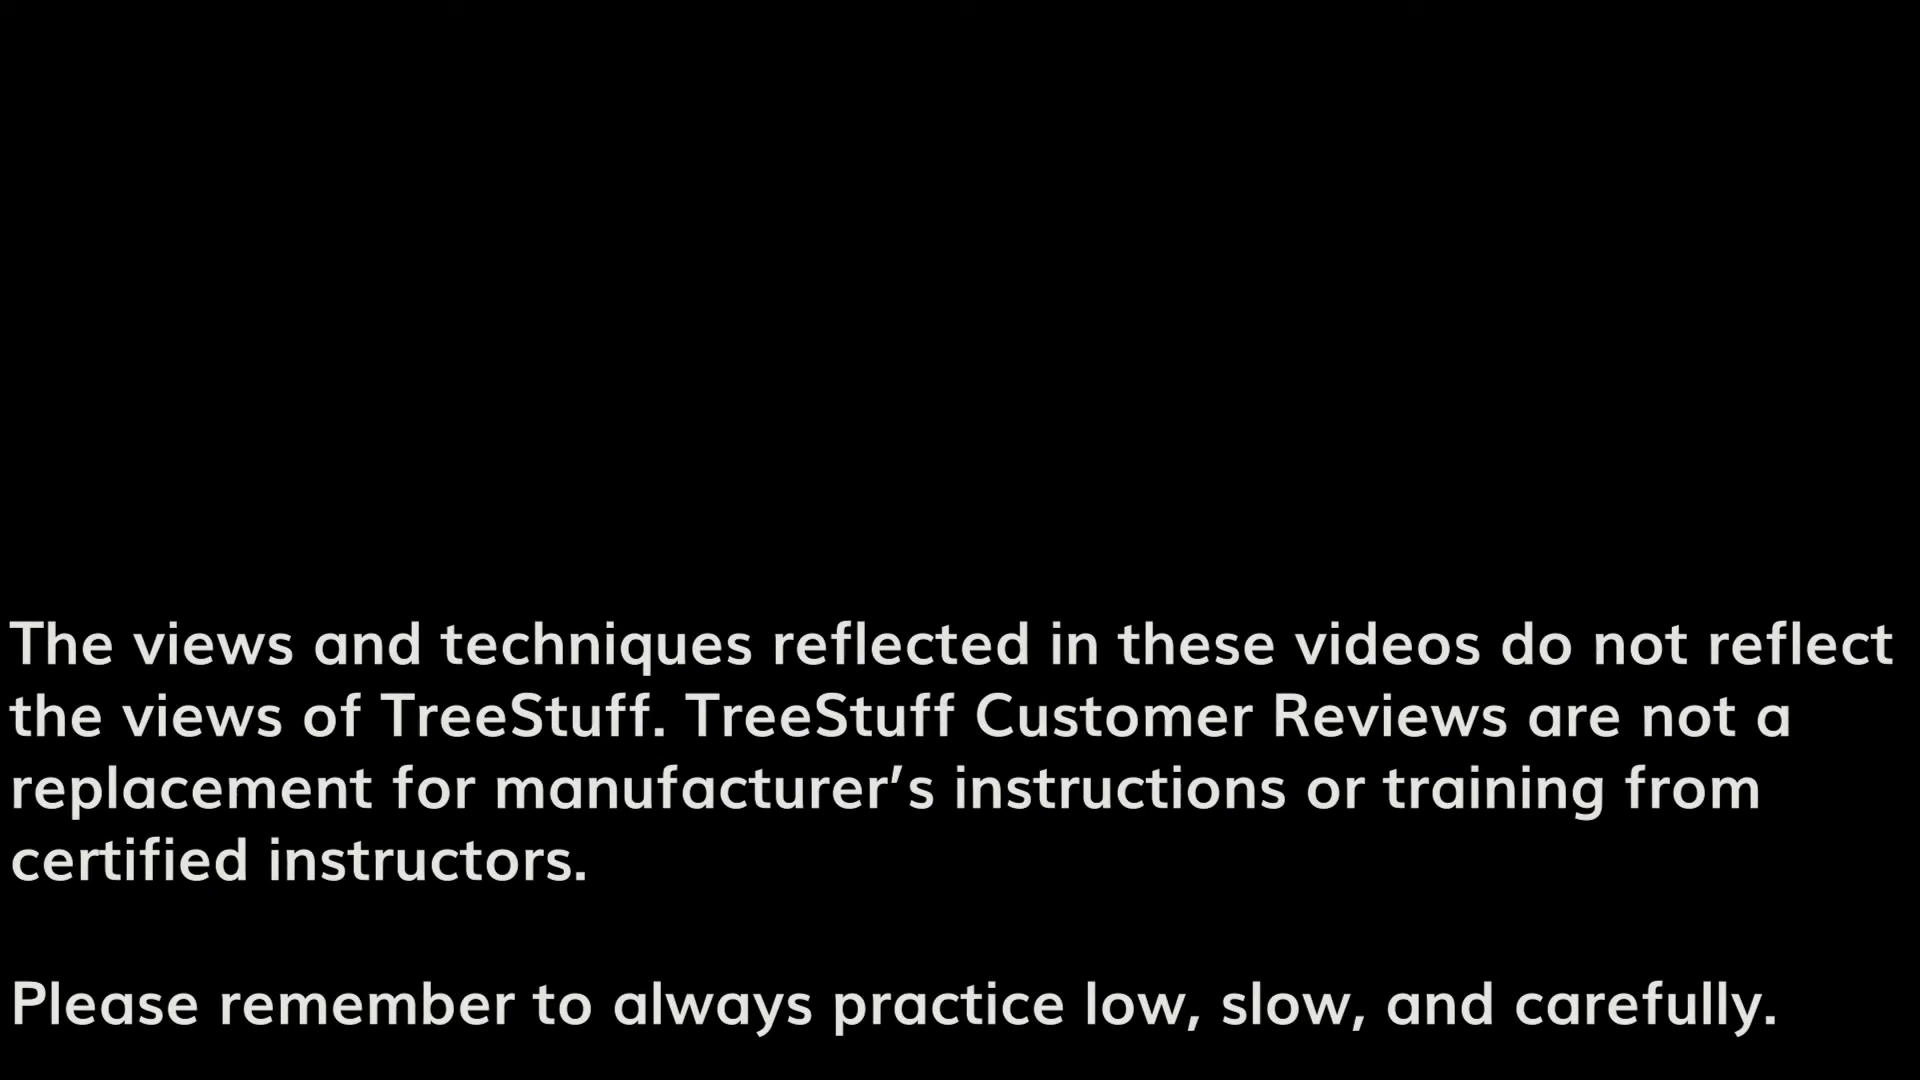 The views and techniques reflected in these videos do not reflect
the views of TreeStuff. TreeStuff Customer Reviews are not a
replacement for manufacturer’s instructions or training from
certified instructors.
Please remember to always practice low, slow, and carefully.